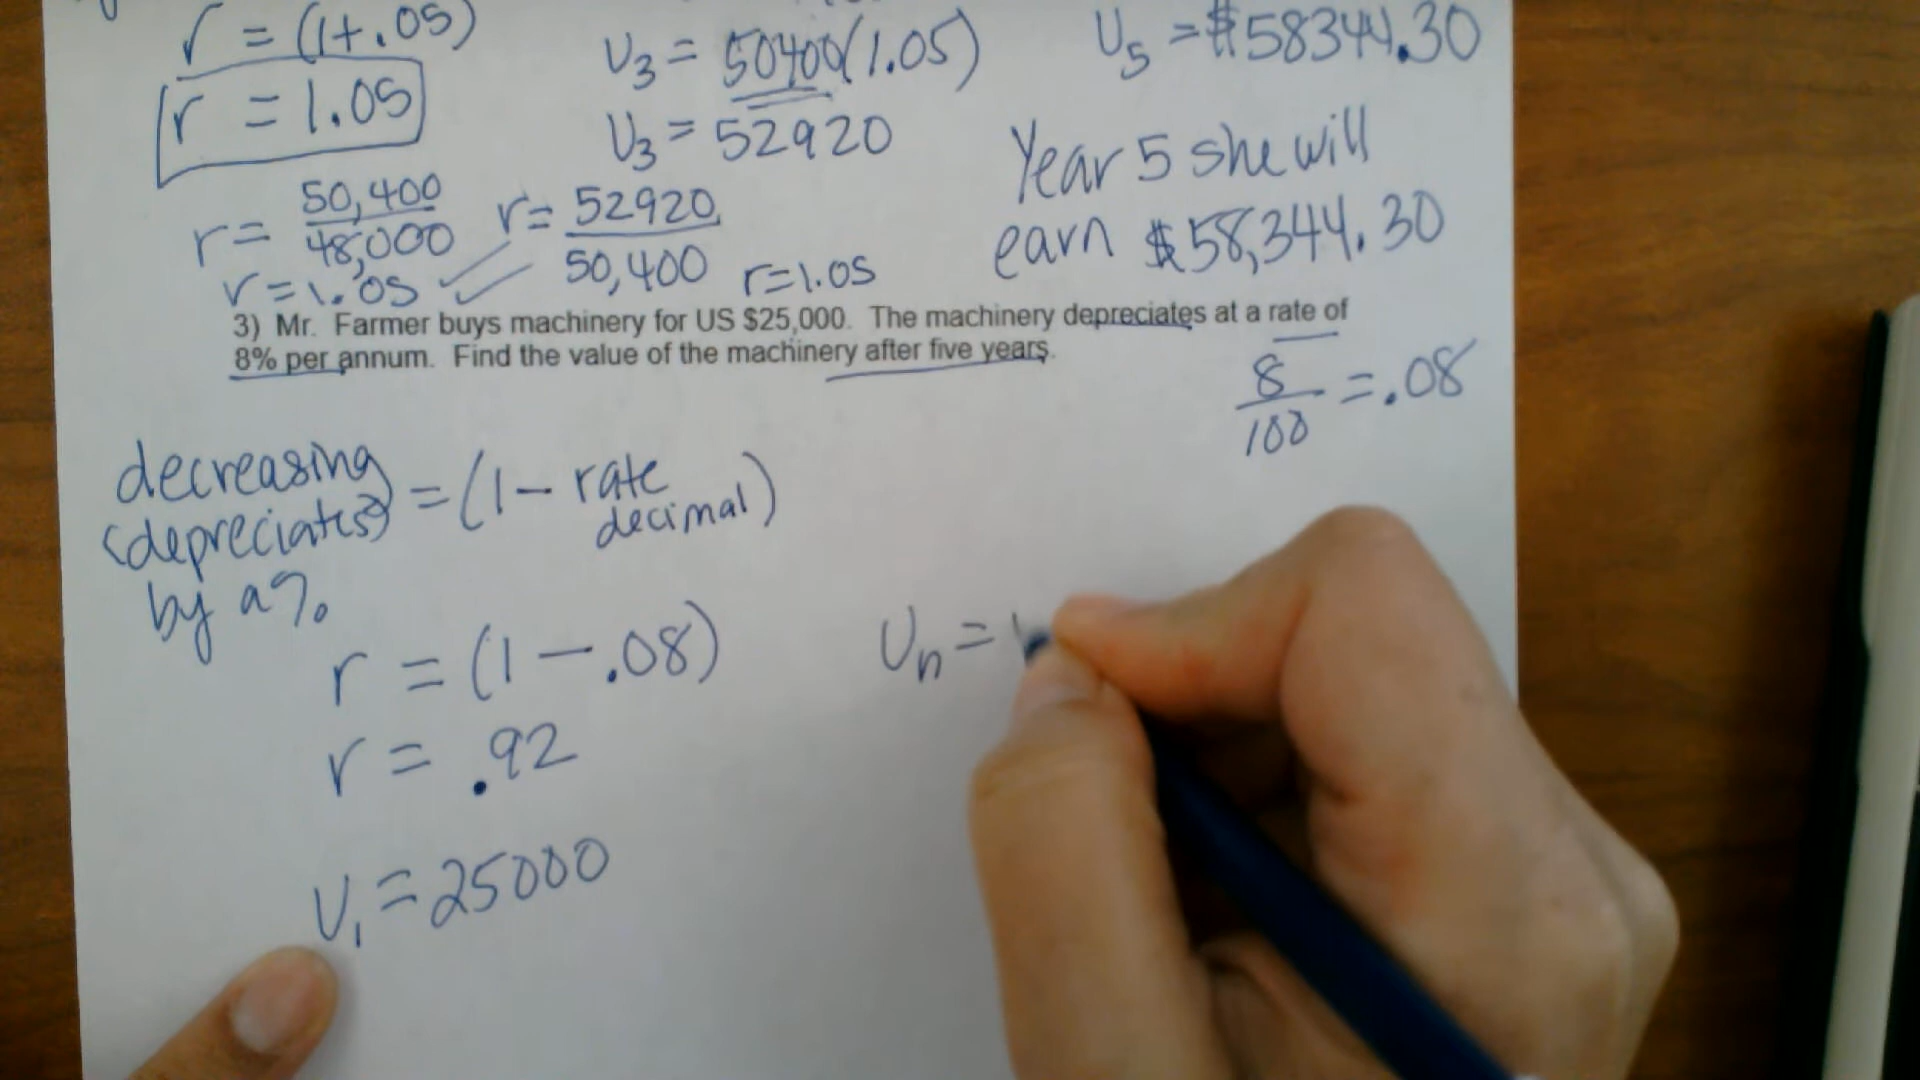 r = (1+.05)
r = 1.05
U3 = 50400(1.05)
U3 = 52920
U5 = $58344.30
Year 5 she will
earn $58,344.30
r = 50,400
48,000
r = 1.05
r = 52920
50,400
r=1.05
3) Mr. Farmer buys machinery for US $25,000. The machinery depreciates at a rate of
8% per annum. Find the value of the machinery after five years.
8
100
= .08
decreasing
(depreciates)
by a %
= (1 - rate
decimal)
r = (1 - .08)
r = .92
U1 = 25000
Un =